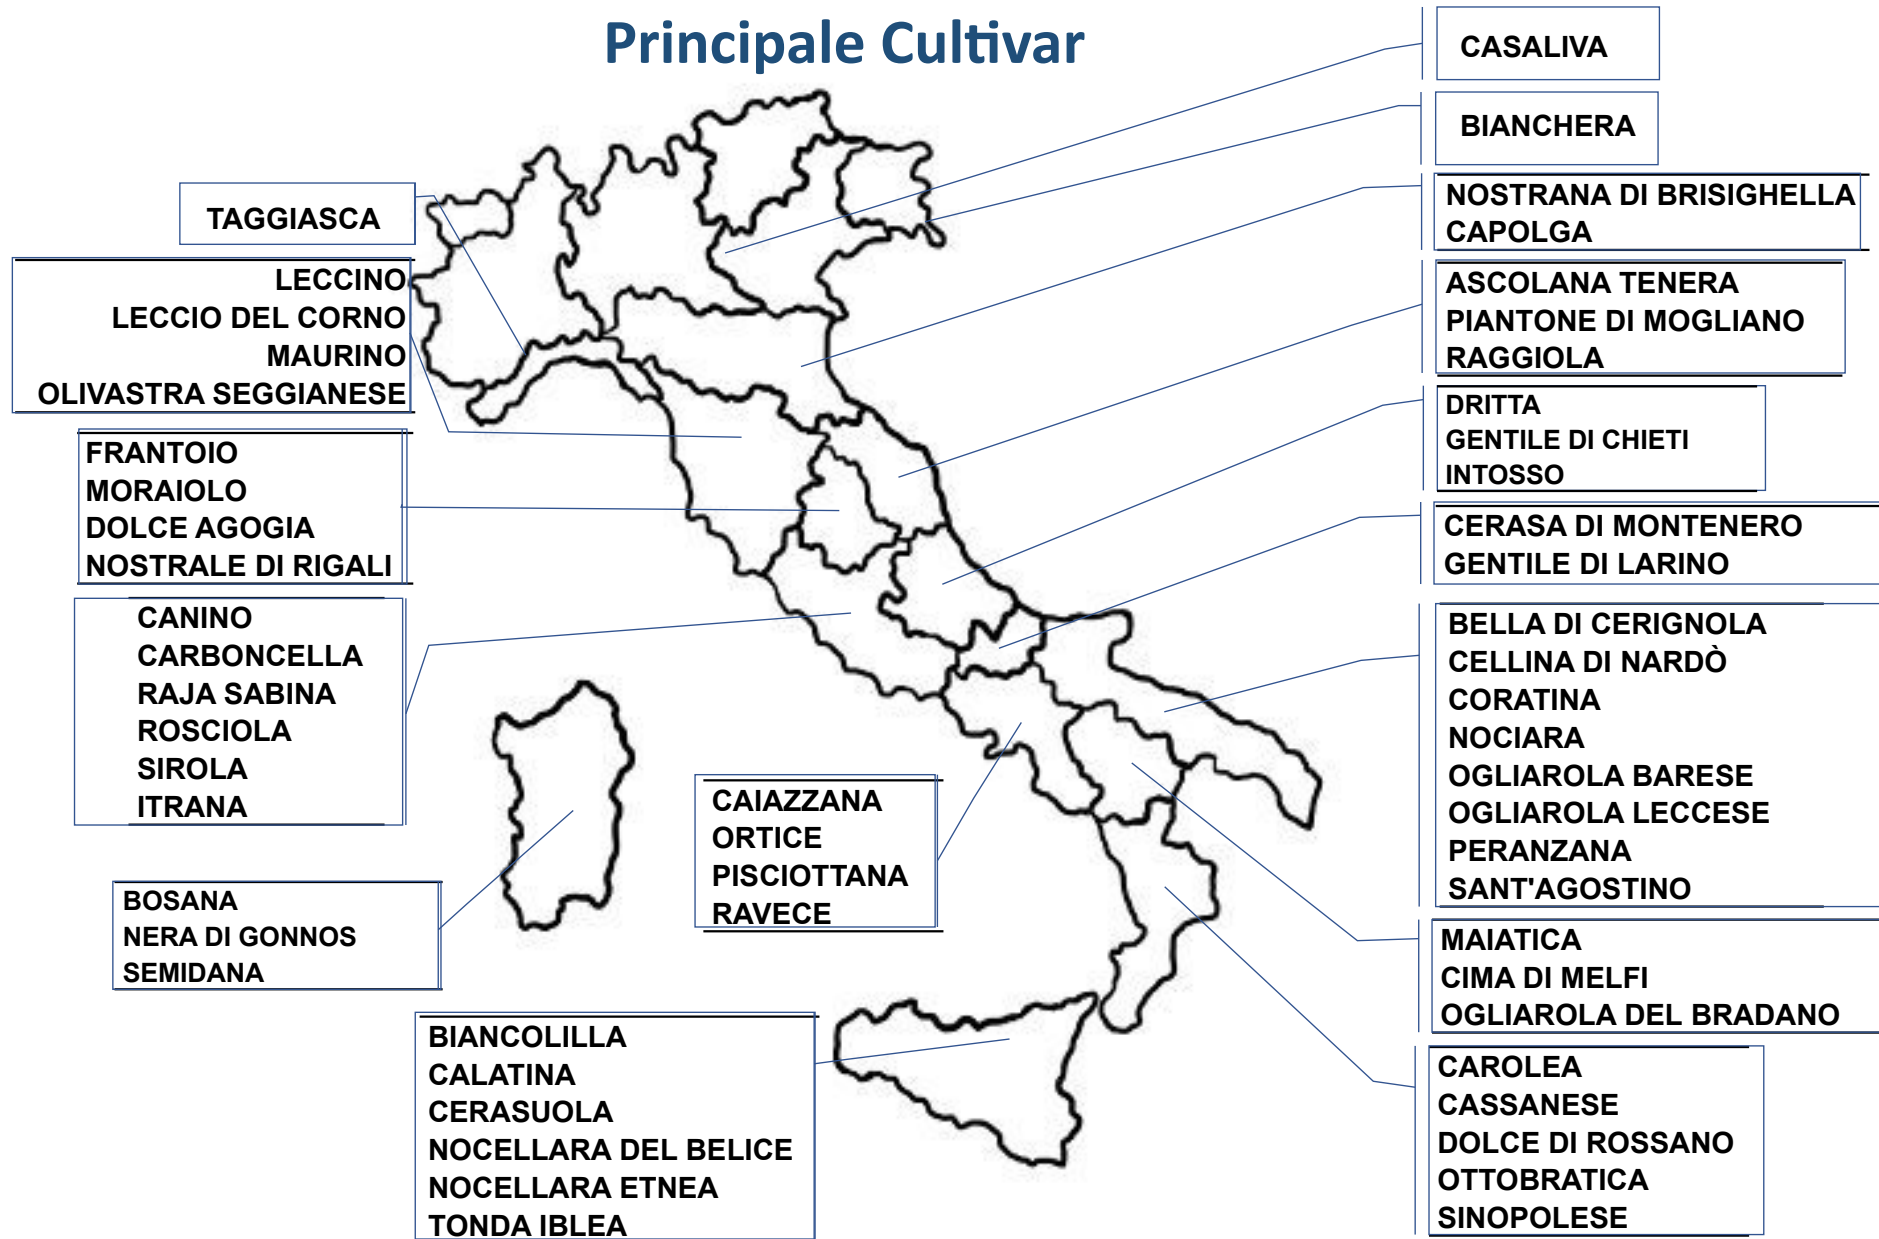 Principale Cultivar
CASALIVA
BIANCHERA
NOSTRANA DI BRISIGHELLA
CAPOLGA
ASCOLANA TENERA
PIANTONE DI MOGLIANO
RAGGIOLA
DRITTA
GENTILE DI CHIETI
INTOSSO
CERASA DI MONTENERO
GENTILE DI LARINO
BELLA DI CERIGNOLA
CELLINA DI NARDÒ
CORATINA
NOCIARA
OGLIAROLA BARESE
OGLIAROLA LECCESE
PERANZANA
SANT'AGOSTINO
MAIATICA
CIMA DI MELFI
OGLIAROLA DEL BRADANO
CAROLEA
CASSANESE
DOLCE DI ROSSANO
OTTOBRATICA
SINOPOLESE
TAGGIASCA
LECCINO
LECCIO DEL CORNO
MAURINO
OLIVASTRA SEGGIANESE
FRANTOIO
MORAIOLO
DOLCE AGOGIA
NOSTRALE DI RIGALI
CANINO
CARBONCELLA
RAJA SABINA
ROSCIOLA
SIROLA
ITRANA
BOSANA
NERA DI GONNOS
SEMIDANA
CAIAZZANA
ORTICE
PISCIOTTANA
RAVECE
BIANCOLILLA
CALATINA
CERASUOLA
NOCELLARA DEL BELICE
NOCELLARA ETNEA
TONDA IBLEA